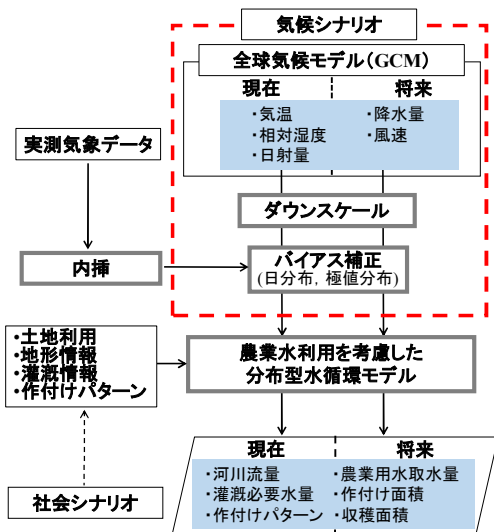 気候シナリオ
全球気候モデル(GCM)
現在
将来
・気温
・相対湿度
・日射量
・降水量
・風速
実測気象データ
ダウンスケール
内挿
バイアス補正
(日分布, 極値分布)
・土地利用
・地形情報
・灌漑情報
・作付けパターン
農業水利用を考慮した
分布型水循環モデル
社会シナリオ
現在
将来
・河川流量
・灌漑必要水量
・作付けパターン
・農業用水取水量
・作付け面積
・収穫面積